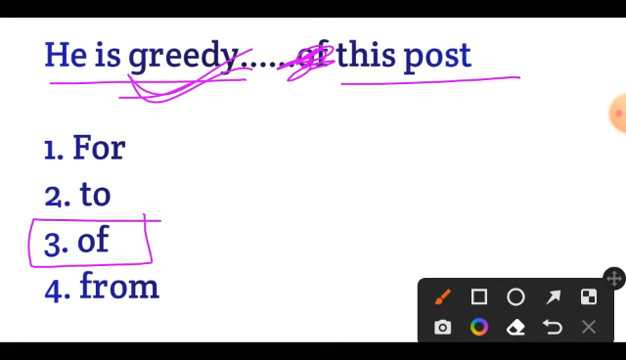 He is greedy...... of this post
1. For
2. to
3. of
4. from